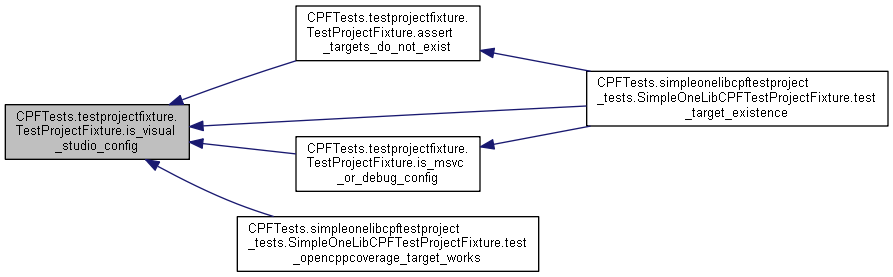 CPFTests.testprojectfixture.
TestProjectFixture.assert
_targets_do_not_exist
CPFTests.simpleonelibcpftestproject
_tests.SimpleOneLibCPFTestProjectFixture.test
_target_existence
CPFTests.testprojectfixture.
TestProjectFixture.is_visual
_studio_config
CPFTests.testprojectfixture.
TestProjectFixture.is_msvc
_or_debug_config
CPFTests.simpleonelibcpftestproject
_tests.SimpleOneLibCPFTestProjectFixture.test
_opencppcoverage_target_works